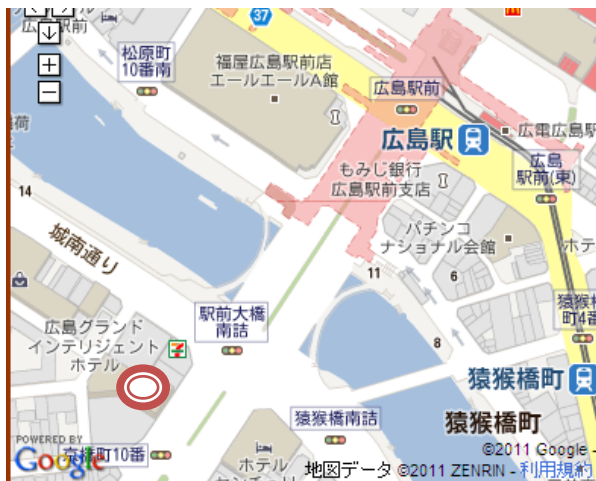 広島駅前
37
松原町
10番南
福屋広島駅前店
エールエールA館
広島駅前
広島駅
広電広島駅
広島
駅前(東)
もみじ銀行
広島駅前支店
14
城南通り
パチンコ
ナショナル会館
ホテ
11
6
駅前大橋
南詰
猿猴橋
町4番
広島グランド
インテリジェント
ホテル
8
猿猴橋町
猿猴橋南詰
猿猴橋町
POWERED BY
Google
京橋町10番
ホテル
©2011 Google -
地図データ ©2011 ZENRIN - 利用規約